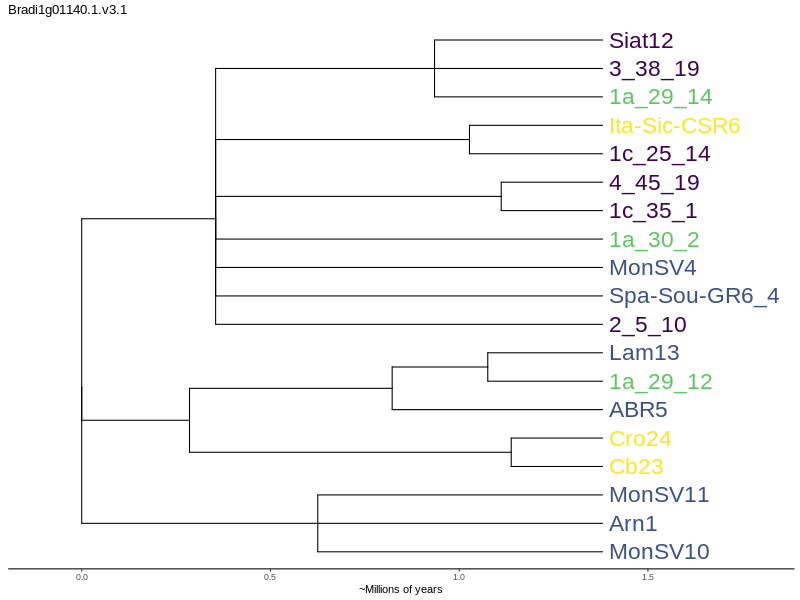 Bradi1g01140.1.v3.1
Siat12
3_38_19
1a_29_14
Ita-Sic-CSR6
1c_25_14
4_45_19
1c_35_1
1a_30_2
MonSV4
Spa-Sou-GR6_4
2_5_10
Lam13
1a_29_12
ABR5
Cro24
Cb23
MonSV11
Arn1
MonSV10
0.0 0.5 1.0 1.5
~Millions of years